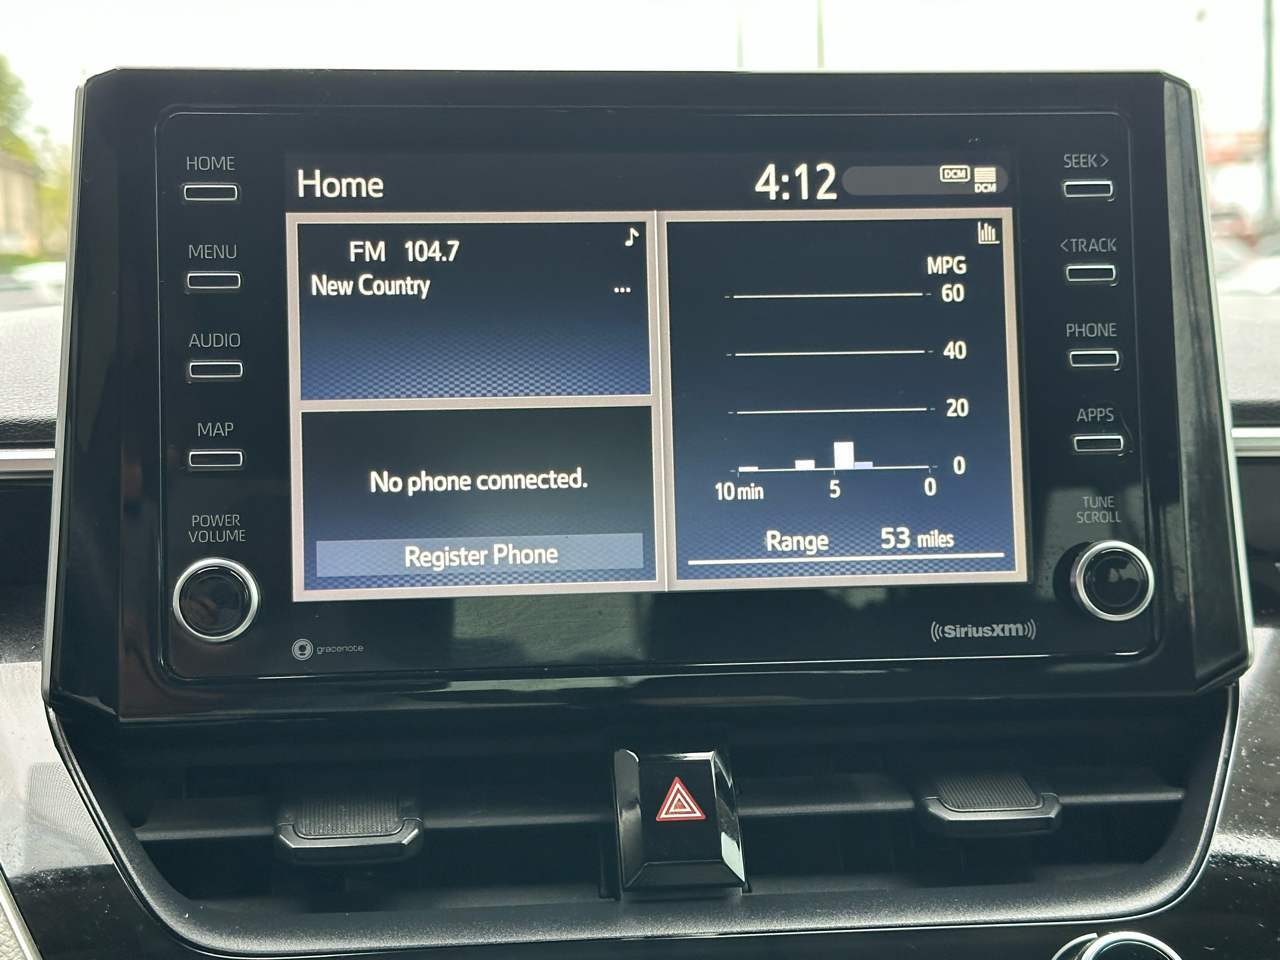 HOME
MENU
AUDIO
MAP
POWER
VOLUME
Home
4:12
DCM
DCM
FM 104.7
New Country
...
No phone connected.
Register Phone
MPG
60
40
20
0
10 min 5 0
Range 53 miles
SEEK >
< TRACK
PHONE
APPS
TUNE
SCROLL
gracenote
SiriusXM